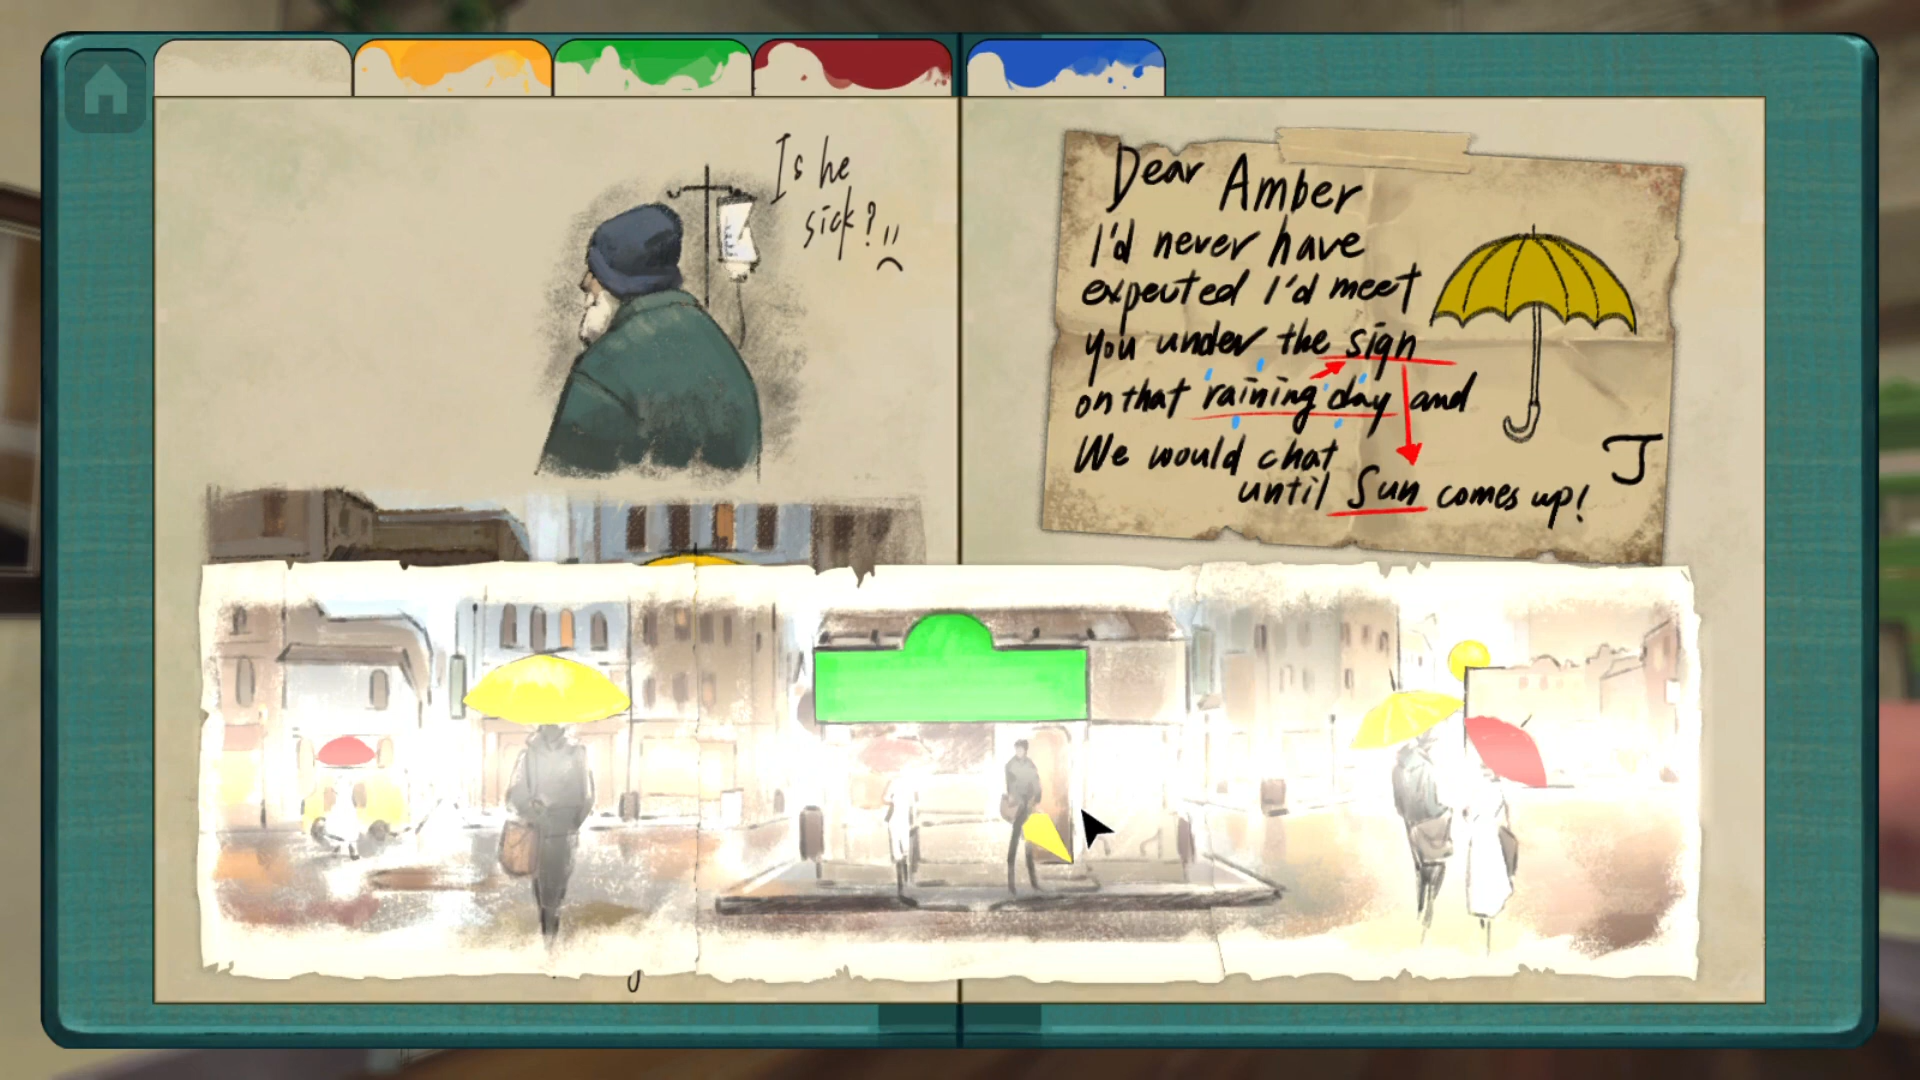 Is he
sick?
Dear Amber
I'd never have
expected I'd meet
you under the sign
on that raining day and
We would chat
until Sun comes up!
J